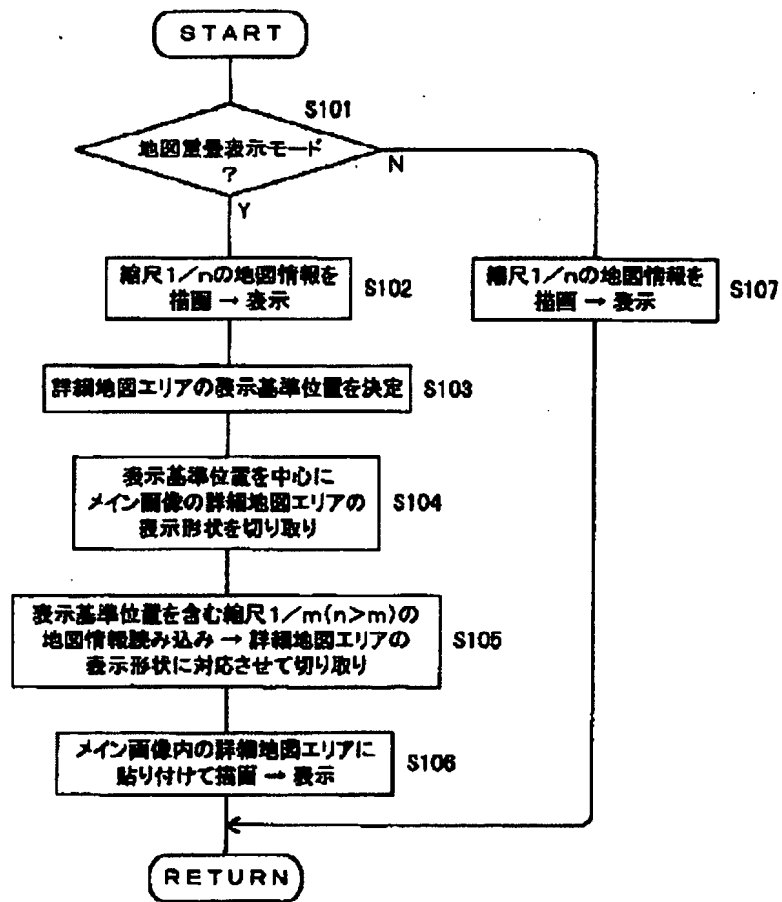 START
S101
地図重畳表示モード
?
N
Y
縮尺1/nの地図情報を
描画 → 表示
S102
縮尺1/nの地図情報を
描画 → 表示
S107
詳細地図エリアの表示基準位置を決定
S103
表示基準位置を中心に
メイン画像の詳細地図エリアの
表示形状を切り取り
S104
表示基準位置を含む縮尺1/m(n>m)の
地図情報読み込み → 詳細地図エリアの
表示形状に対応させて切り取り
S105
メイン画像内の詳細地図エリアに
貼り付けて描画 → 表示
S106
RETURN